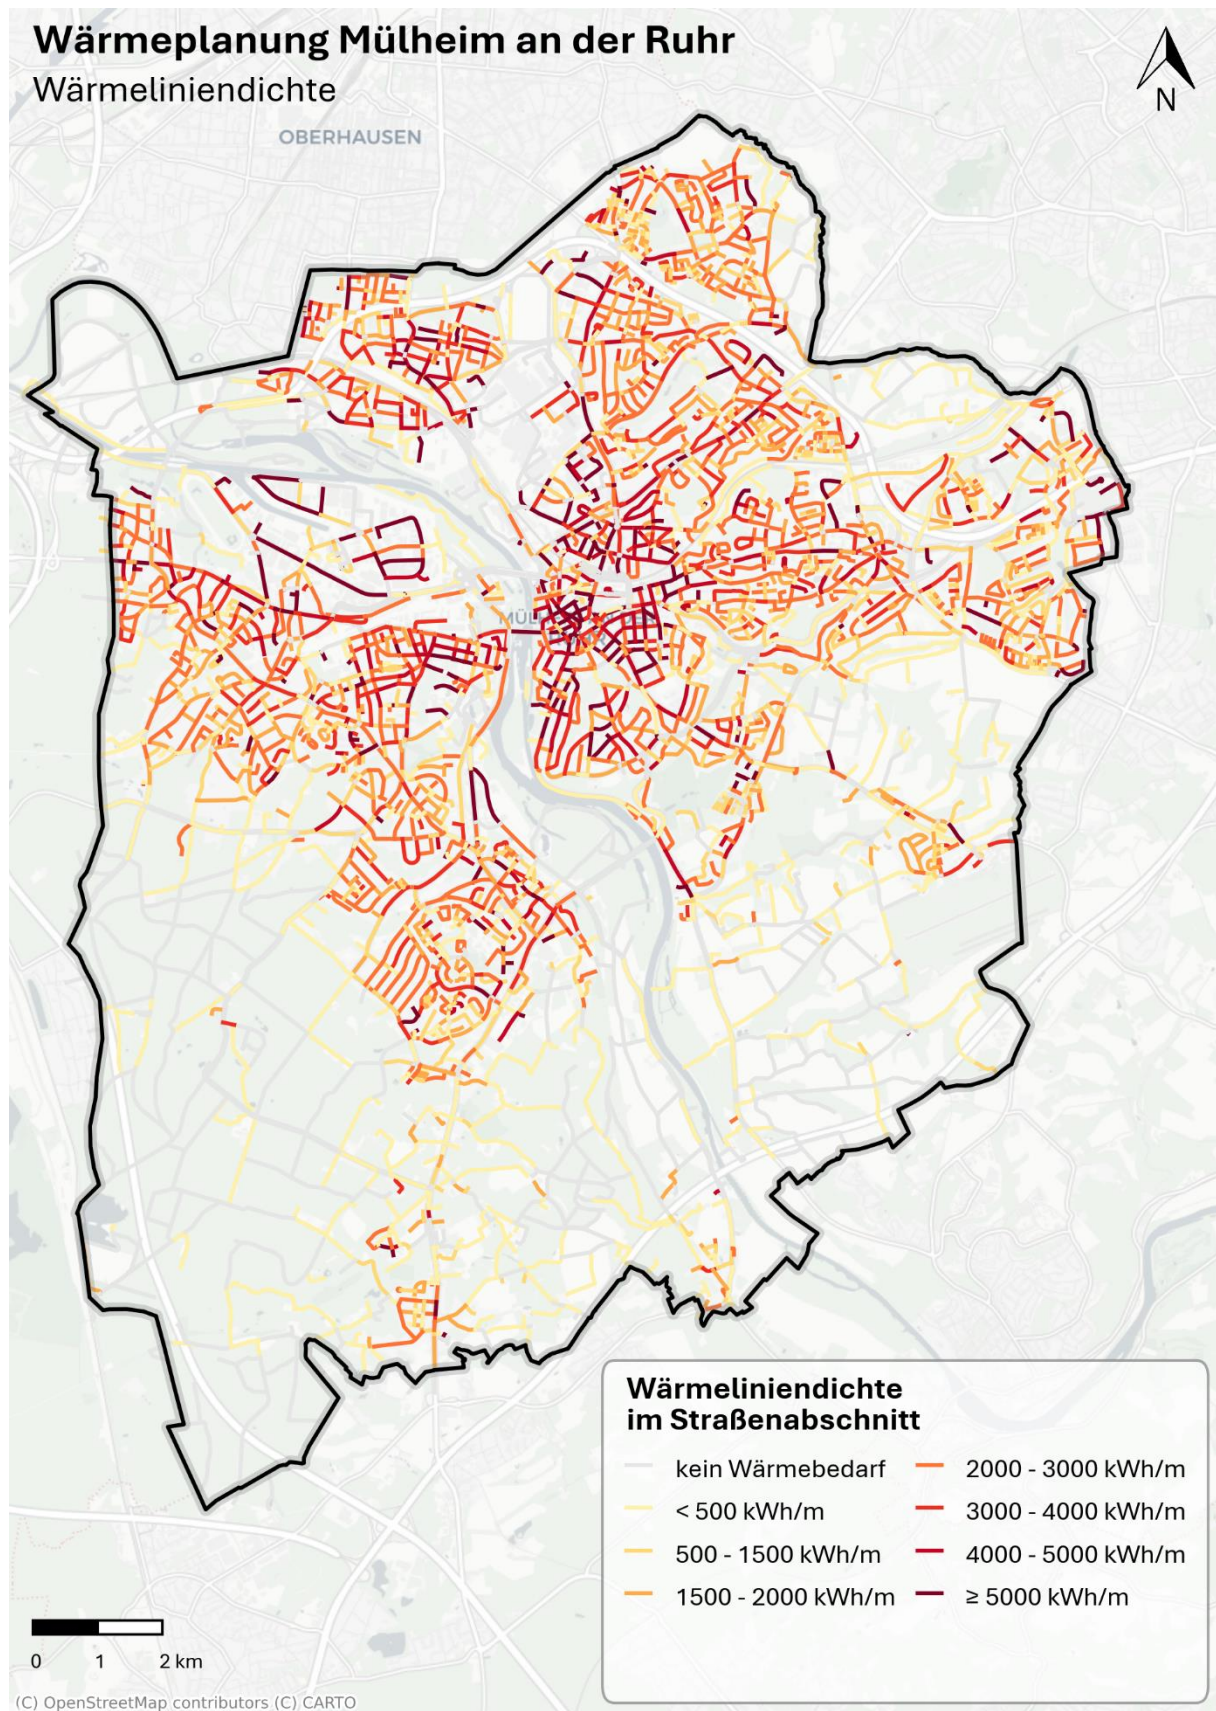 Wärmeplanung Mülheim an der Ruhr
Wärmeliniendichte
N
OBERHAUSEN
Wärmeliniendichte
im Straßenabschnitt
kein Wärmebedarf
< 500 kWh/m
500 - 1500 kWh/m
1500 - 2000 kWh/m
2000 - 3000 kWh/m
3000 - 4000 kWh/m
4000 - 5000 kWh/m
≥ 5000 kWh/m
0 1 2 km
(C) OpenStreetMap contributors (C) CARTO